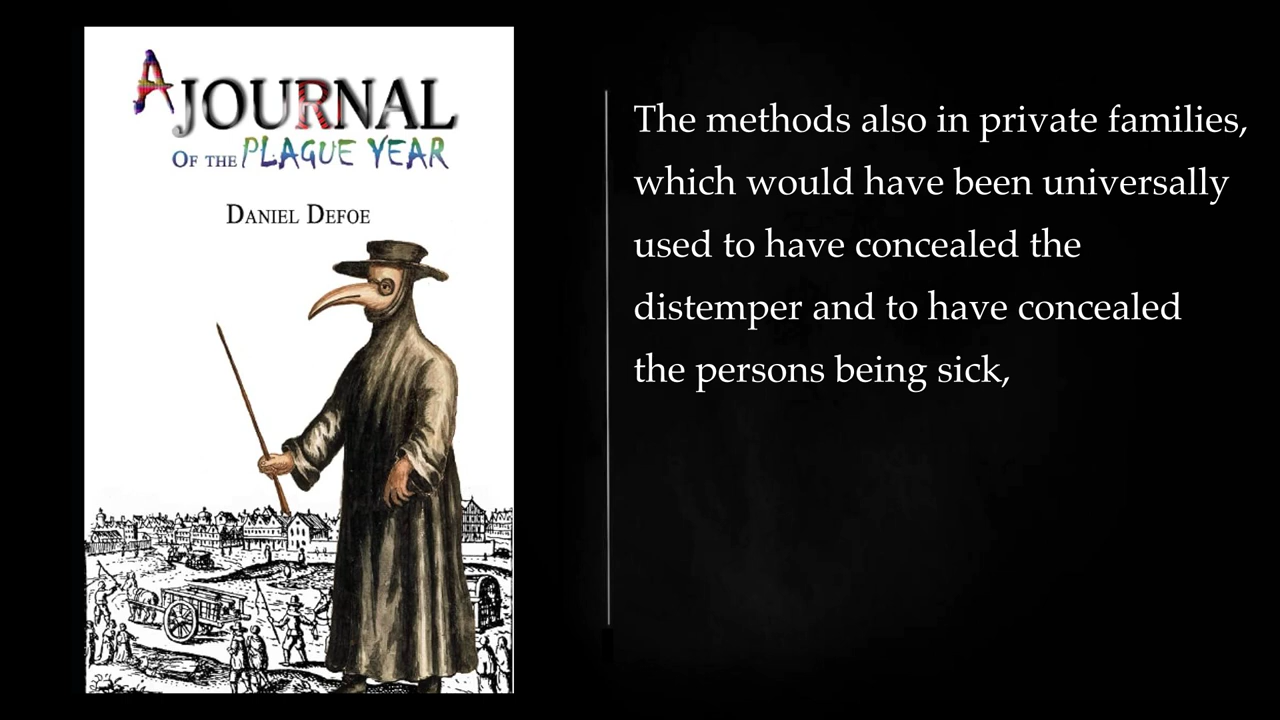 A JOURNAL
OF THE PLAGUE YEAR
DANIEL DEFOE
The methods also in private families,
which would have been universally
used to have concealed the
distemper and to have concealed
the persons being sick,